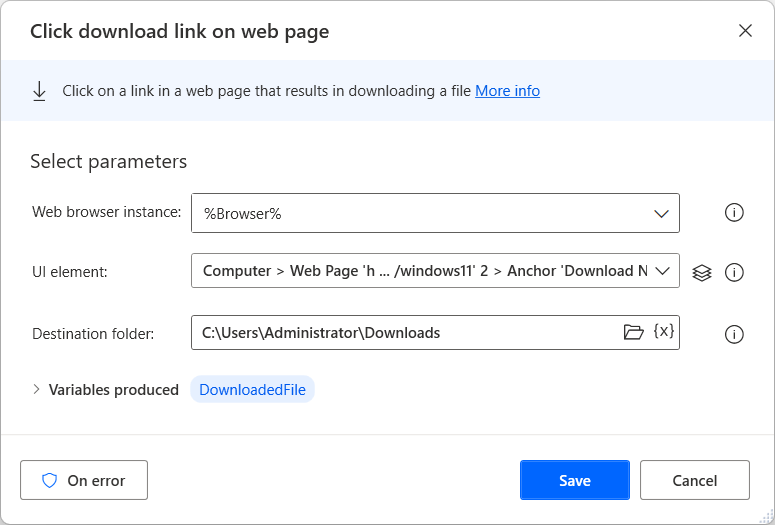 Click download link on web page
Click on a link in a web page that results in downloading a file More info
Select parameters
Web browser instance: %Browser%
UI element: Computer > Web Page 'h ... /windows11' 2 > Anchor 'Download N
Destination folder: C:\Users\Administrator\Downloads {x}
Variables produced DownloadedFile
On error Save Cancel